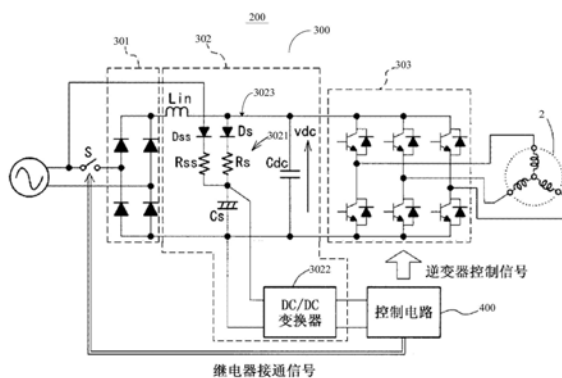 200
300
301
302
303
Lin
3023
S
Dss
Ds
3021
vdc
2
Rss
Rs
Cdc
Cs
3022
逆变器控制信号
DC/DC
变换器
控制电路
400
继电器接通信号